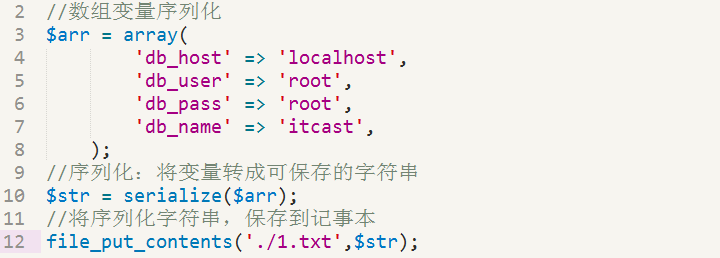 2 //数组变量序列化
3 $arr = array(
4 'db_host' => 'localhost',
5 'db_user' => 'root',
6 'db_pass' => 'root',
7 'db_name' => 'itcast',
8 );
9 //序列化：将变量转成可保存的字符串
10 $str = serialize($arr);
11 //将序列化字符串，保存到记事本
12 file_put_contents('./1.txt',$str);